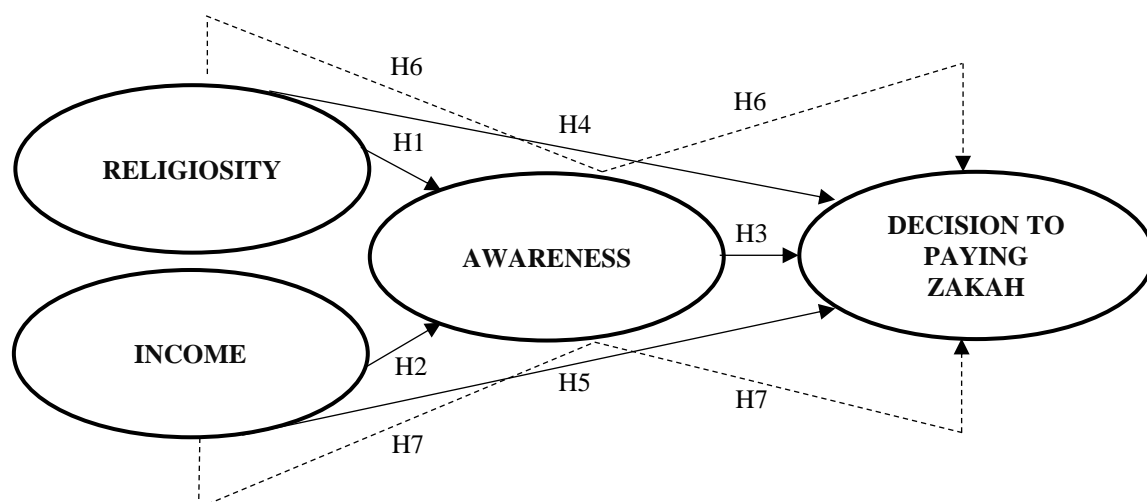 H6
H6
H4
H1
RELIGIOSITY
H3
AWARENESS
DECISION TO
PAYING
ZAKAH
INCOME
H2
H5
H7
H7